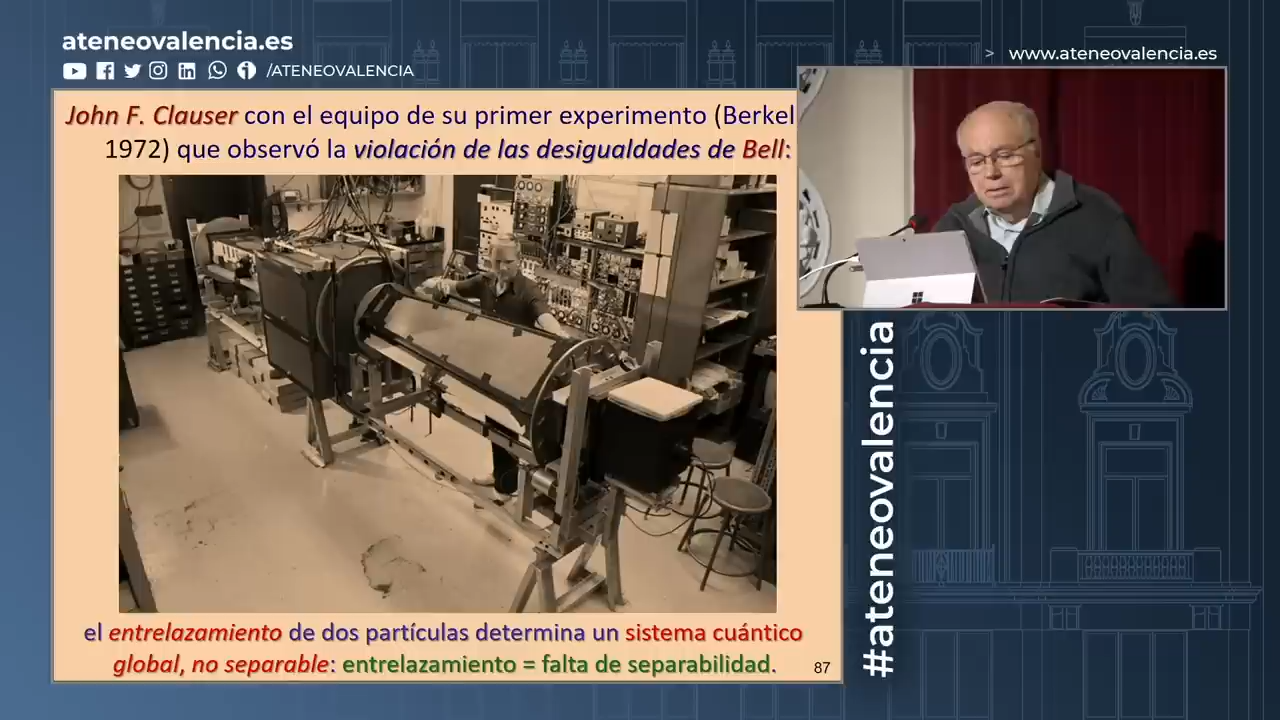 ateneovalencia.es
/ATENEOVALENCIA
> www.ateneovalencia.es
John F. Clauser con el equipo de su primer experimento (Berkel
1972) que observó la violación de las desigualdades de Bell:
el entrelazamiento de dos partículas determina un sistema cuántico
global, no separable: entrelazamiento = falta de separabilidad.
87
#ateneovalencia